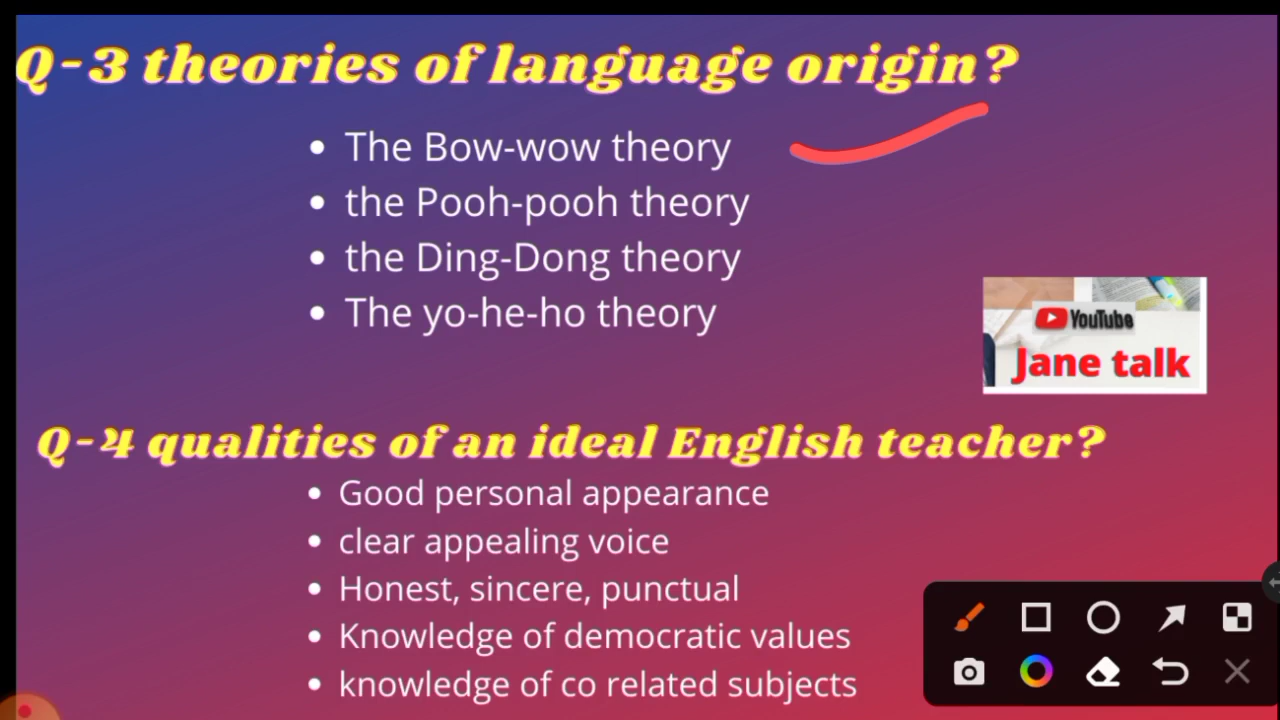 Q-3 theories of language origin?
• The Bow-wow theory
• the Pooh-pooh theory
• the Ding-Dong theory
• The yo-he-ho theory
YouTube
Jane talk
Q-4 qualities of an ideal English teacher?
• Good personal appearance
• clear appealing voice
• Honest, sincere, punctual
• Knowledge of democratic values
• knowledge of co related subjects